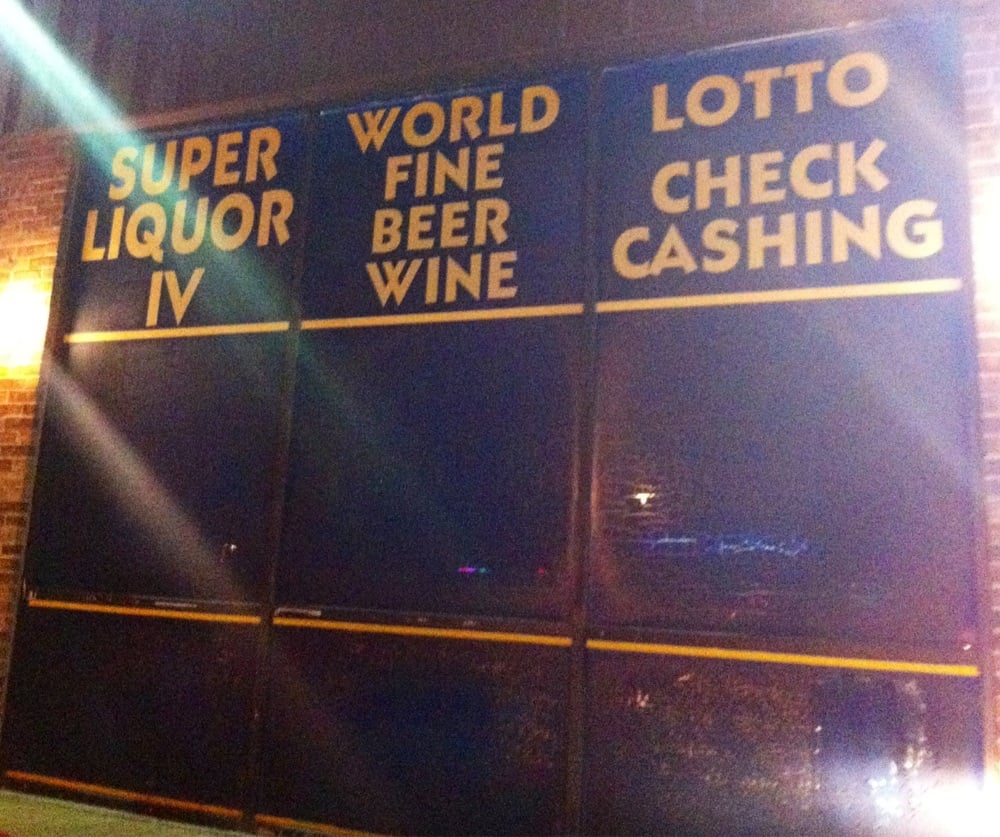 SUPER
LIQUOR
IV
WORLD
FINE
BEER
WINE
LOTTO
CHECK
CASHING